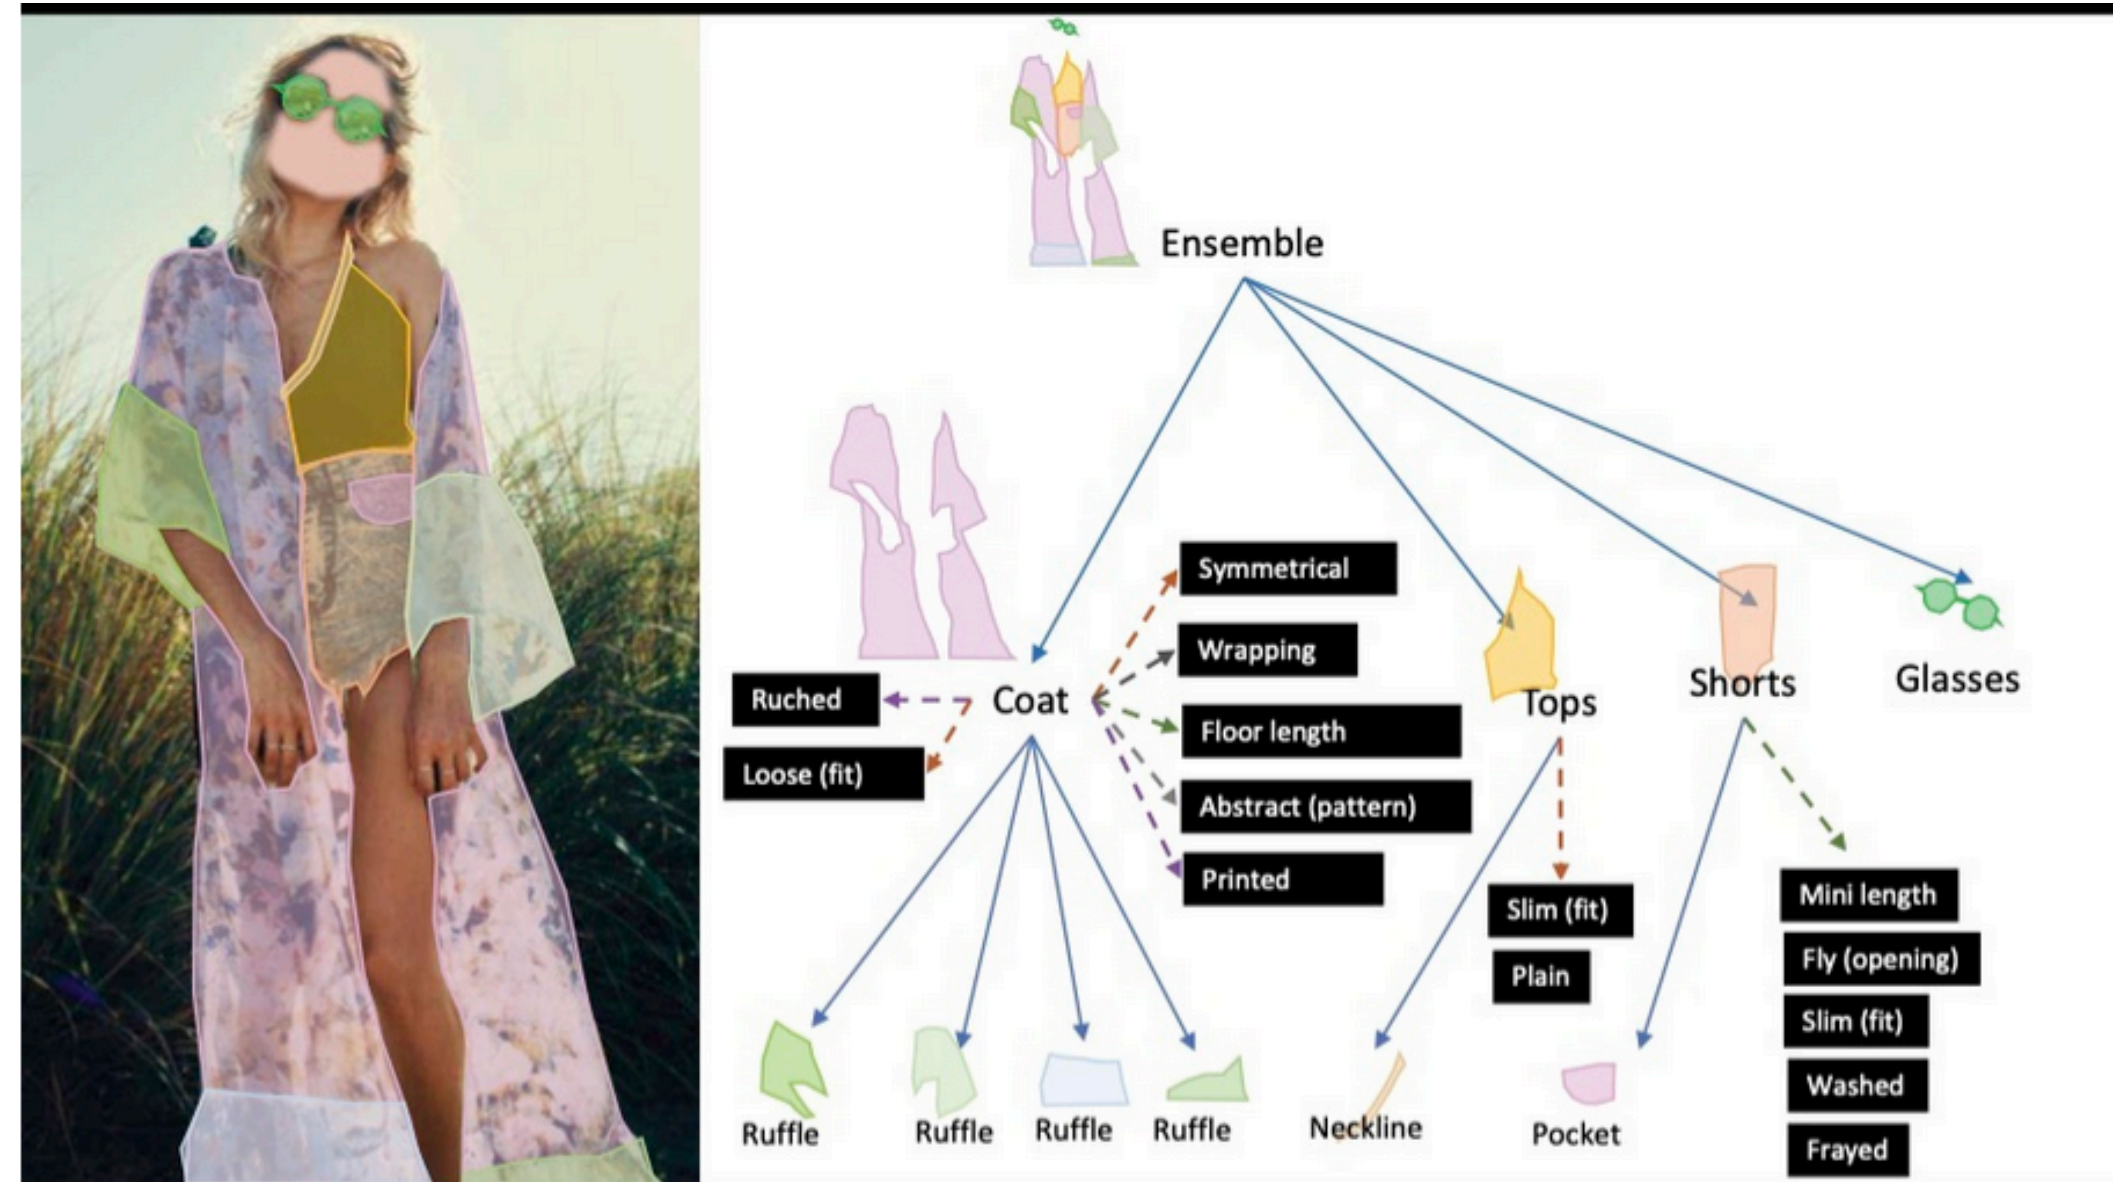 Ensemble
Symmetrical
Wrapping
Ruched
Coat
Floor length
Loose (fit)
Abstract (pattern)
Printed
Tops
Shorts
Glasses
Slim (fit)
Plain
Mini length
Fly (opening)
Slim (fit)
Washed
Frayed
Ruffle
Ruffle
Ruffle
Ruffle
Neckline
Pocket